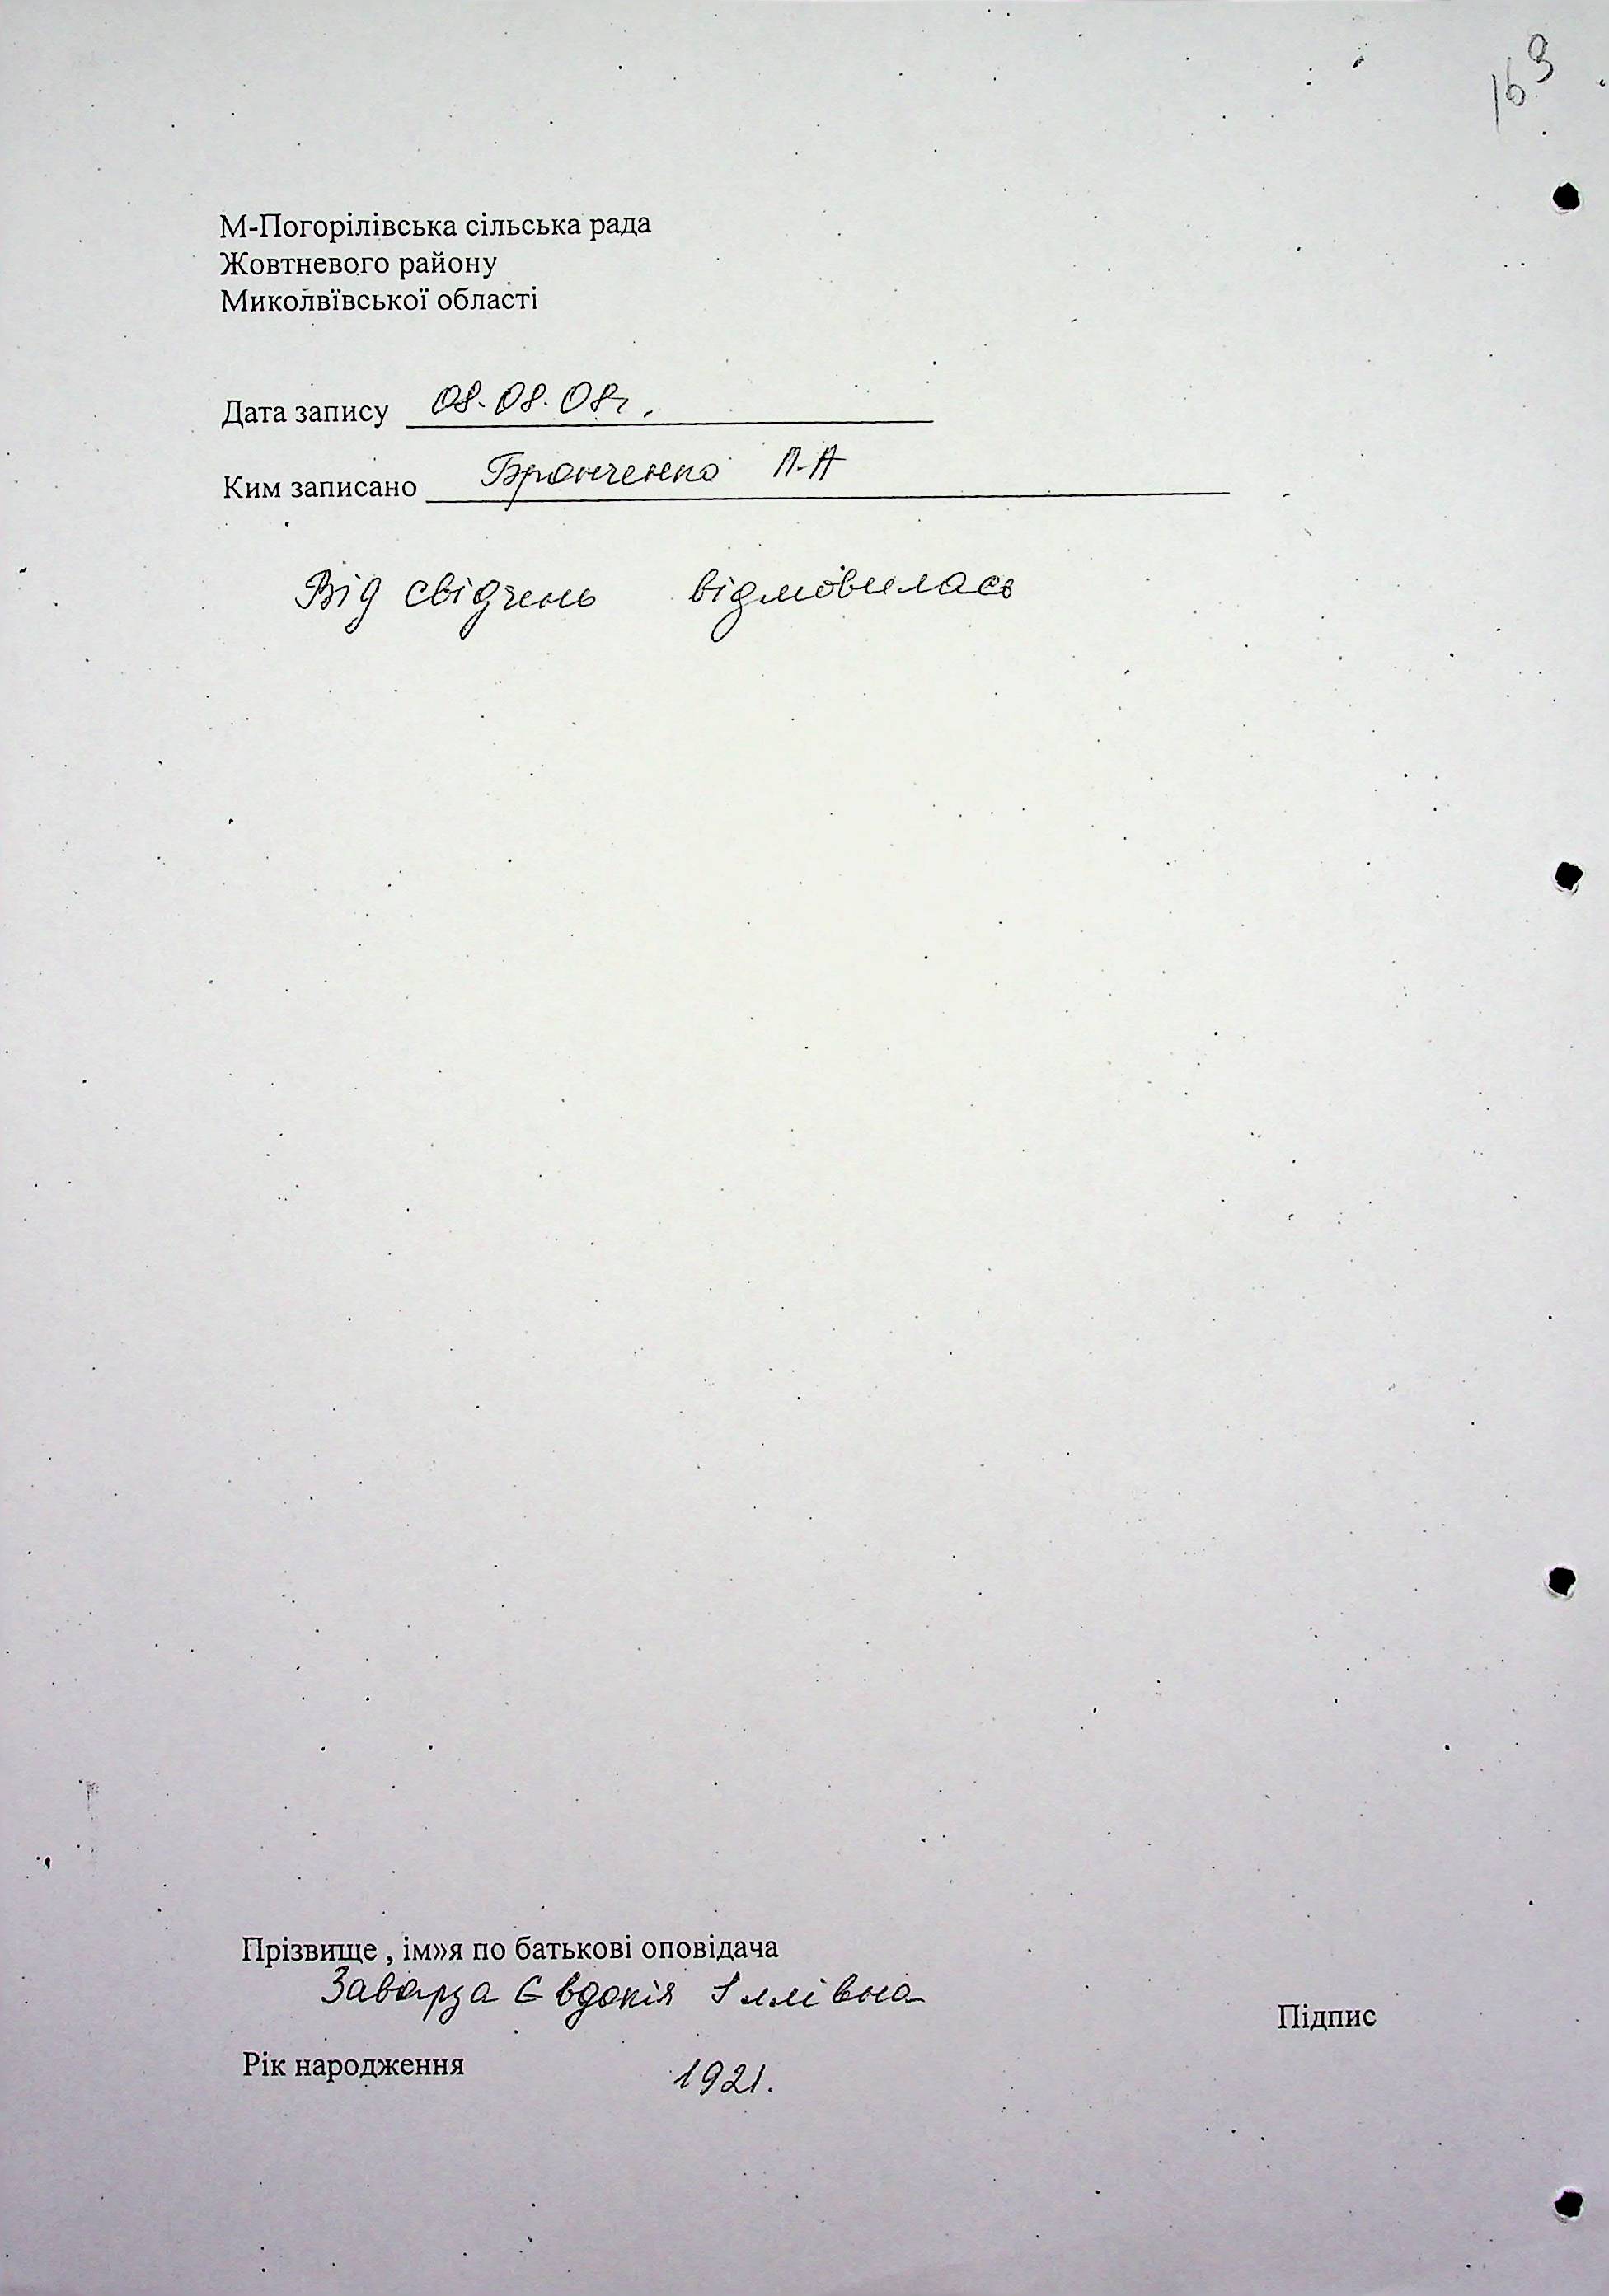 163
М-Погорілівська сільська рада
Жовтневого району
Миколвївської області
Дата запису 08.08.08г.
Ким записано Бранченко Л.А
Від свідчень відмовилась
Прізвище , ім»я по батькові оповідача
Заварза Євдокія Іллівна
Підпис
Рік народження 1921.